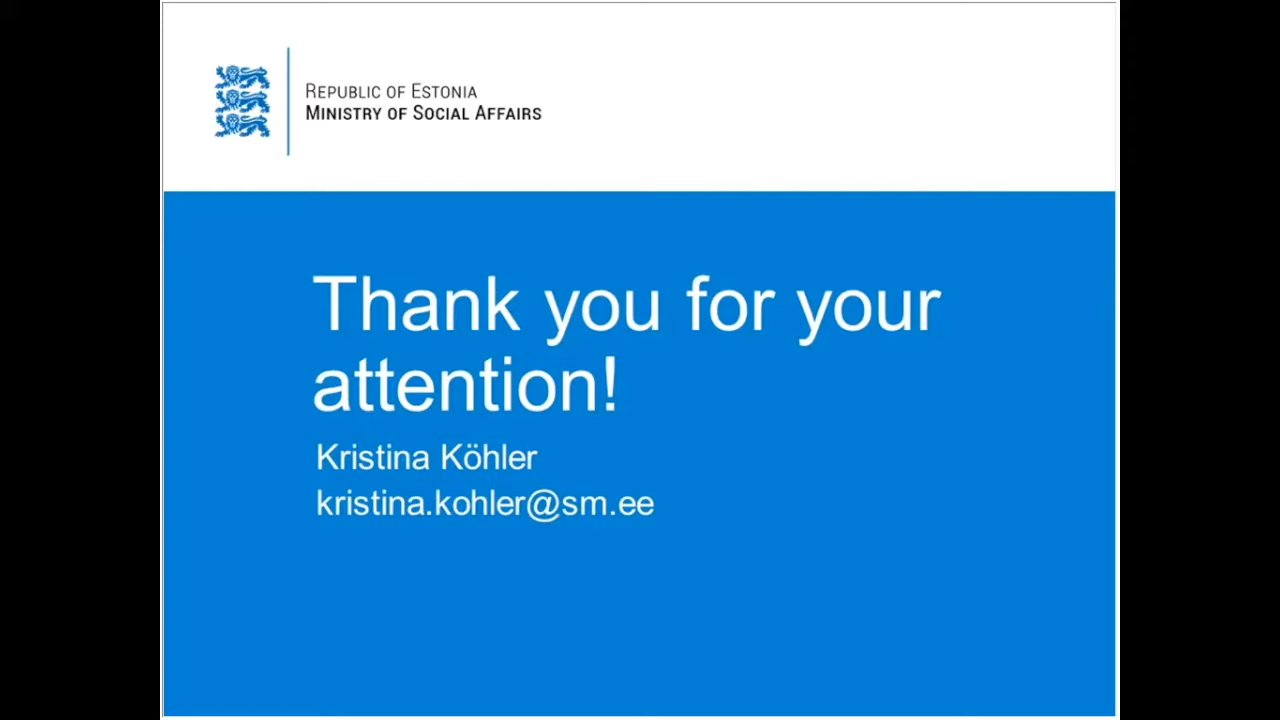 REPUBLIC OF ESTONIA
MINISTRY OF SOCIAL AFFAIRS
Thank you for your
attention!
Kristina Köhler
kristina.kohler@sm.ee